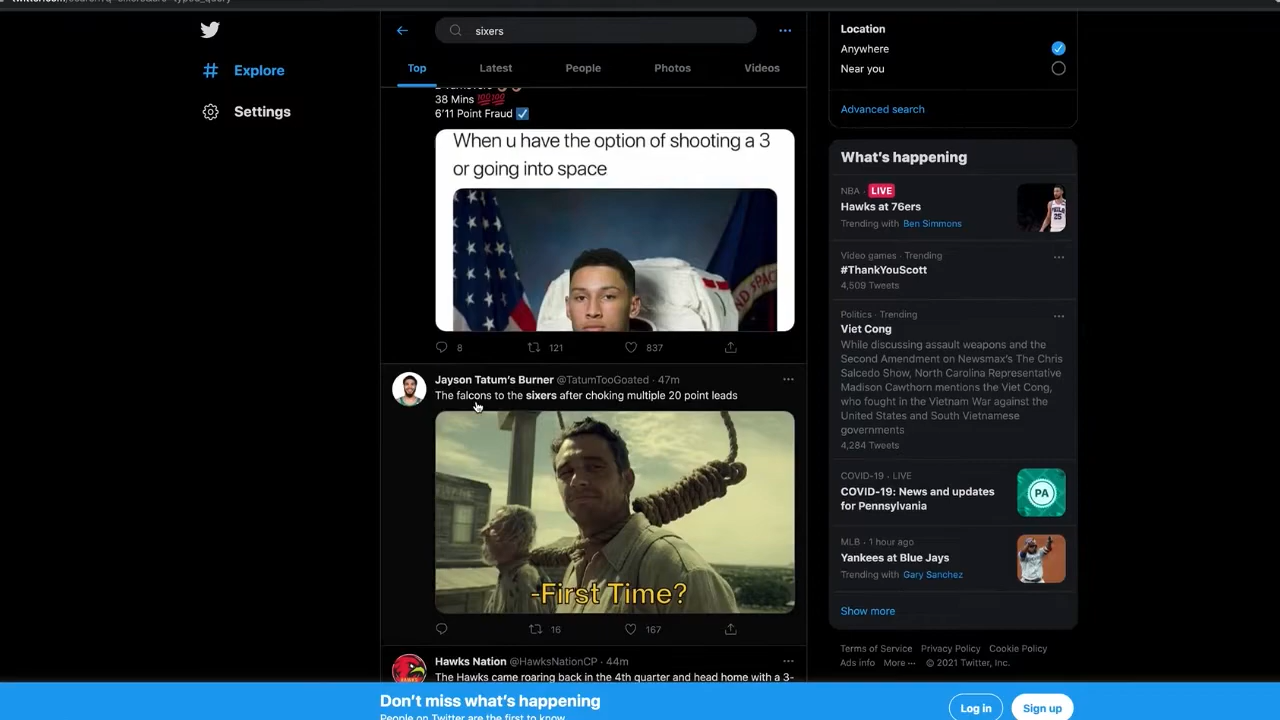 sixers
Explore
Settings
Top
Latest
People
Photos
Videos
38 Mins 💯💯
6'11 Point Fraud ☑️
When u have the option of shooting a 3
or going into space
8
121
837
Jayson Tatum's Burner @TatumTooGoated · 47m
The falcons to the sixers after choking multiple 20 point leads
-First Time?
16
167
Hawks Nation @HawksNationCP · 44m
The Hawks came roaring back in the 4th quarter and head home with a 3-
Location
Anywhere
Near you
Advanced search
What's happening
NBA · LIVE
Hawks at 76ers
Trending with Ben Simmons
Video games · Trending
#ThankYouScott
4,509 Tweets
Politics · Trending
Viet Cong
While discussing assault weapons and the
Second Amendment on Newsmax's The Chris
Salcedo Show, North Carolina Representative
Madison Cawthorn mentions the Viet Cong,
who fought in the Vietnam War against the
United States and South Vietnamese
governments
4,284 Tweets
COVID-19 · LIVE
COVID-19: News and updates
for Pennsylvania
PA
MLB · 1 hour ago
Yankees at Blue Jays
Trending with Gary Sanchez
Show more
Terms of Service Privacy Policy Cookie Policy
Ads info More ··· © 2021 Twitter, Inc.
Don't miss what's happening
People on Twitter are the first to know.
Log in
Sign up